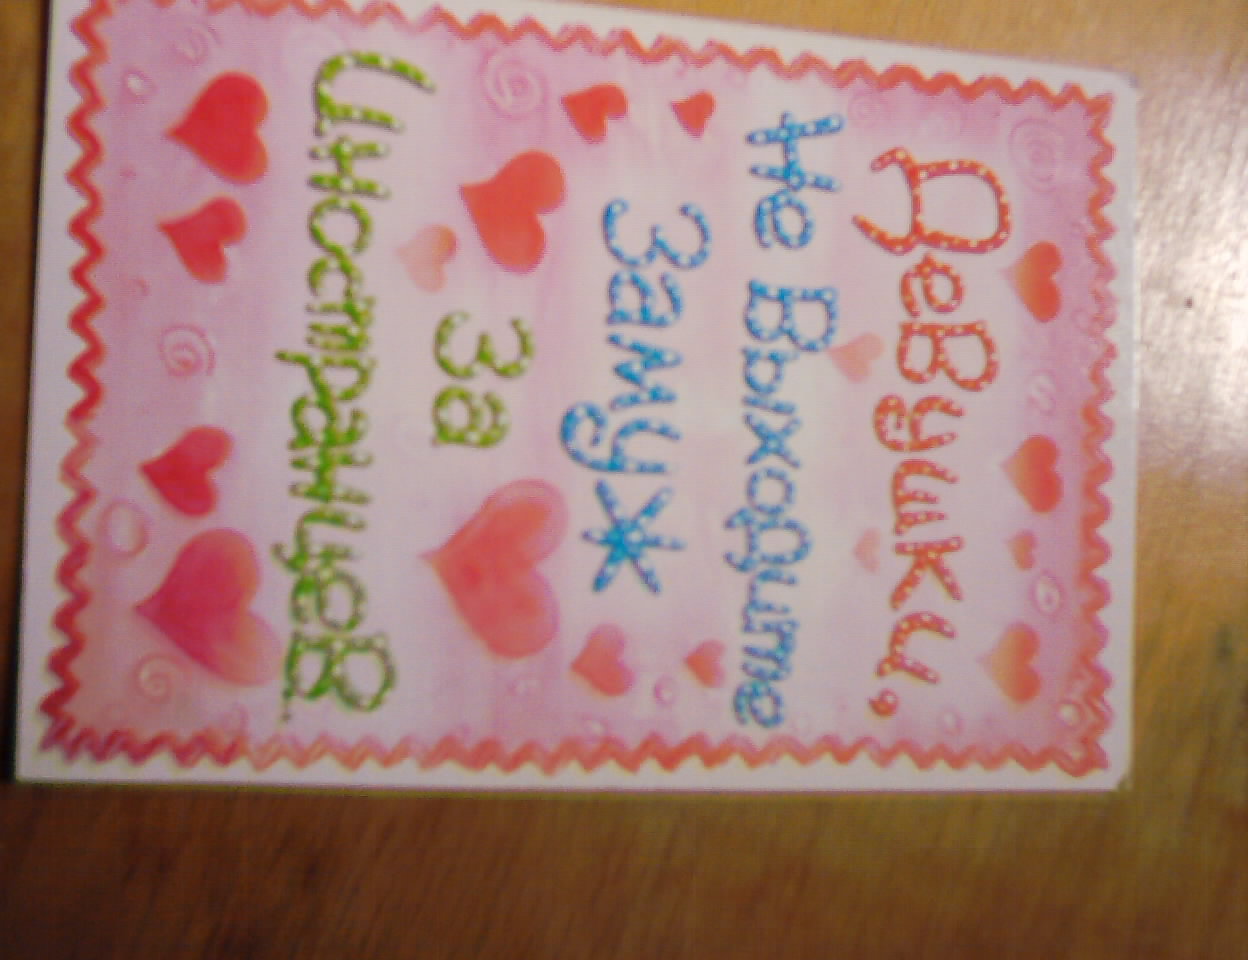 Девушки,
Не Выходите
Замуж
За
Иностранцев.